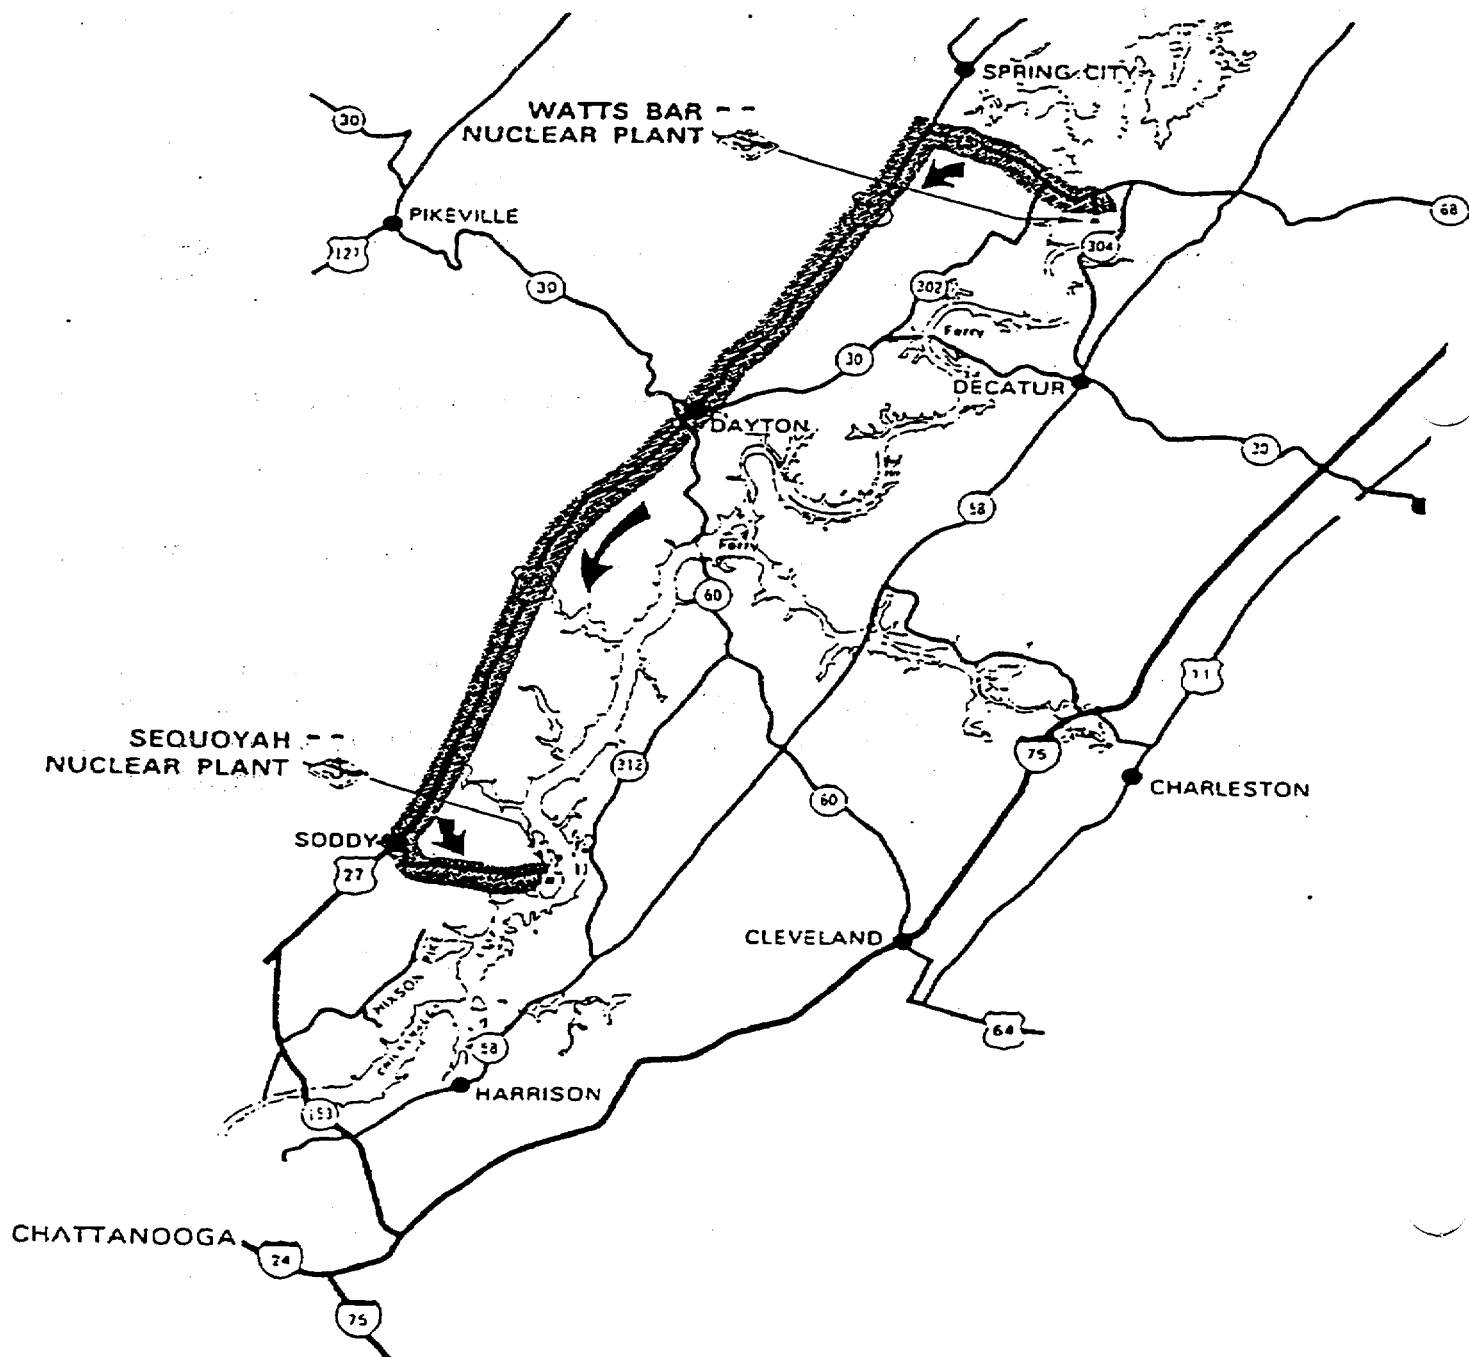 SPRING CITY
WATTS BAR
NUCLEAR PLANT
30
68
PIKEVILLE
127
304
30
302
Ferry
30
DECATUR
DAYTON
30
58
Ferry
60
11
SEQUOYAH
NUCLEAR PLANT
75
312
CHARLESTON
60
SODDY
27
CLEVELAND
HIXSON PIKE
64
58
HARRISON
153
CHATTANOOGA
24
75